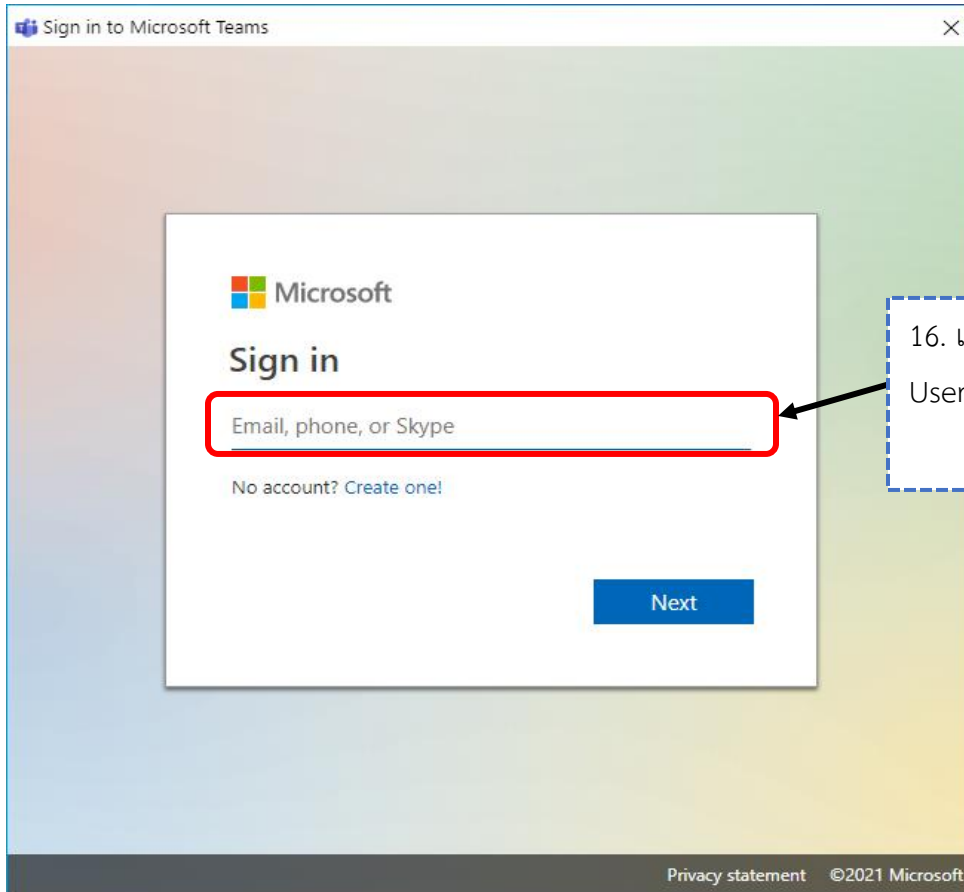 Sign in to Microsoft Teams
Microsoft
Sign in
Email, phone, or Skype
No account? Create one!
Next
16.
User
Privacy statement ©2021 Microsoft